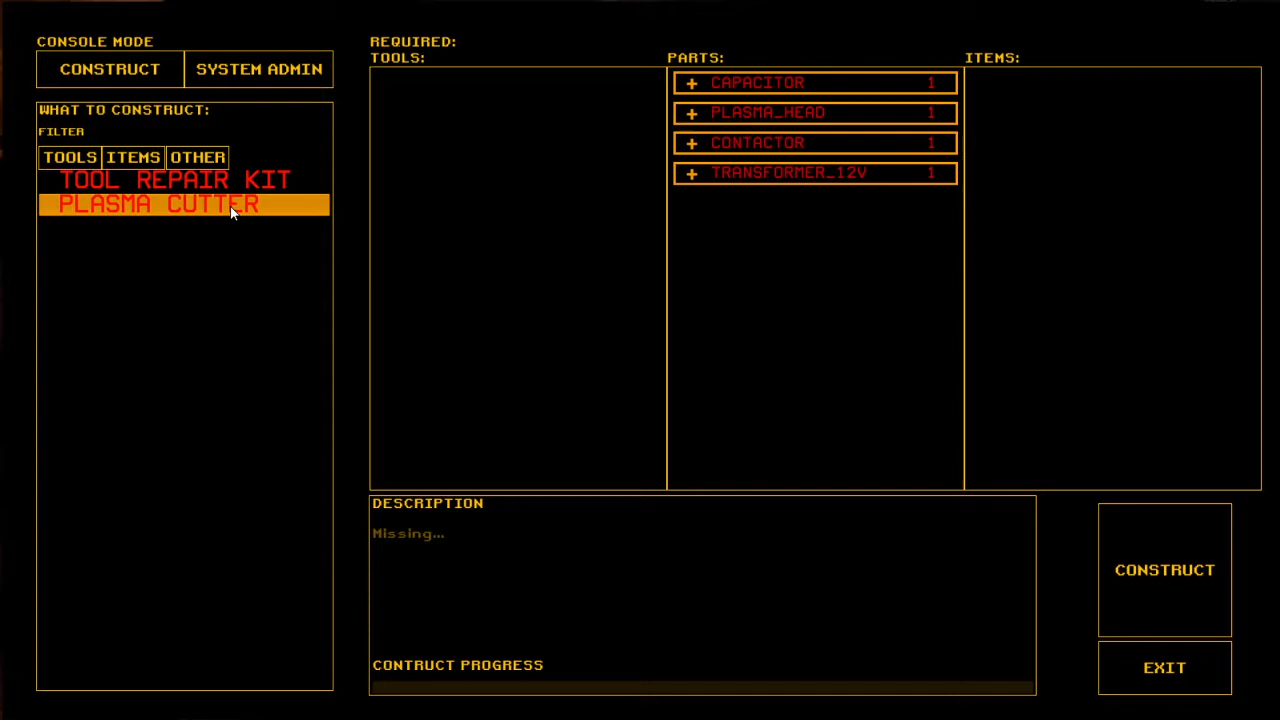 CONSOLE MODE
CONSTRUCT SYSTEM ADMIN
WHAT TO CONSTRUCT:
FILTER
TOOLS ITEMS OTHER
TOOL REPAIR KIT
PLASMA CUTTER
REQUIRED:
TOOLS: PARTS: ITEMS:
+ CAPACITOR 1
+ PLASMA_HEAD 1
+ CONTACTOR 1
+ TRANSFORMER_12V 1
DESCRIPTION
Missing...
CONTRUCT PROGRESS
CONSTRUCT
EXIT